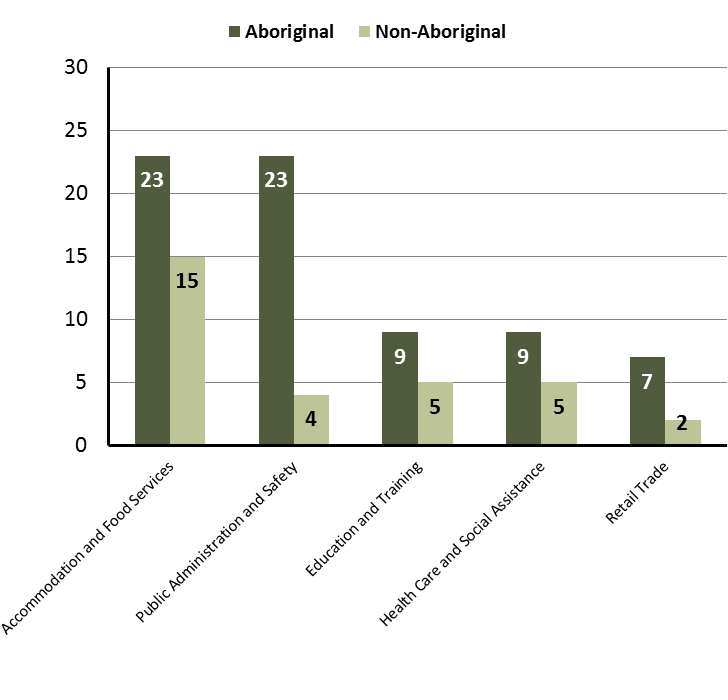 Aboriginal Non-Aboriginal
30
25
20
15
10
5
0
23
15
23
4
9
5
9
5
7
2
Accommodation and Food Services
Public Administration and Safety
Education and Training
Health Care and Social Assistance
Retail Trade